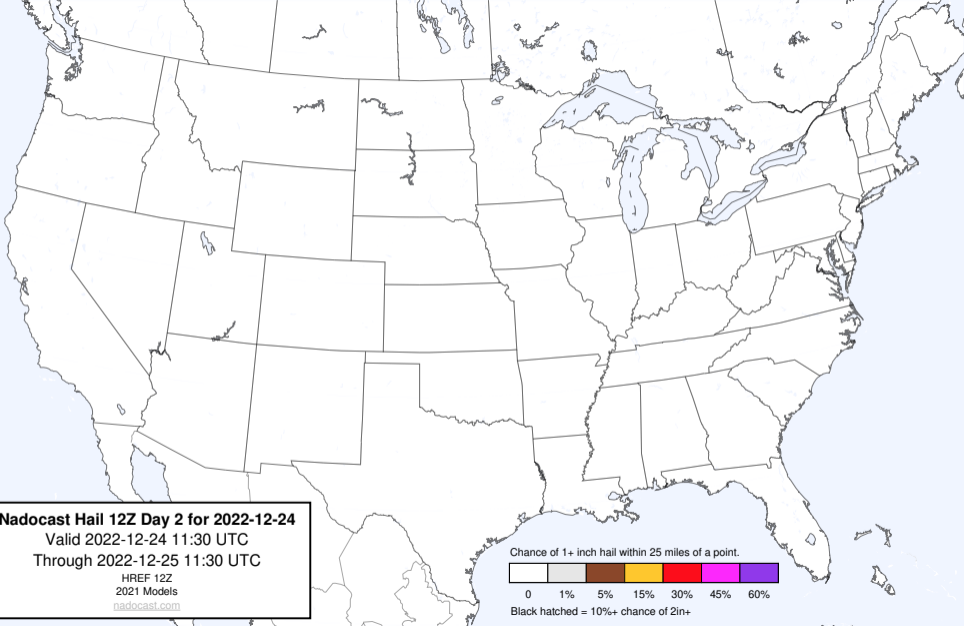 Nadocast Hail 12Z Day 2 for 2022-12-24
Valid 2022-12-24 11:30 UTC
Through 2022-12-25 11:30 UTC
HREF 12Z
2021 Models
nadocast.com
Chance of 1+ inch hail within 25 miles of a point.
0 1% 5% 15% 30% 45% 60%
Black hatched = 10%+ chance of 2in+